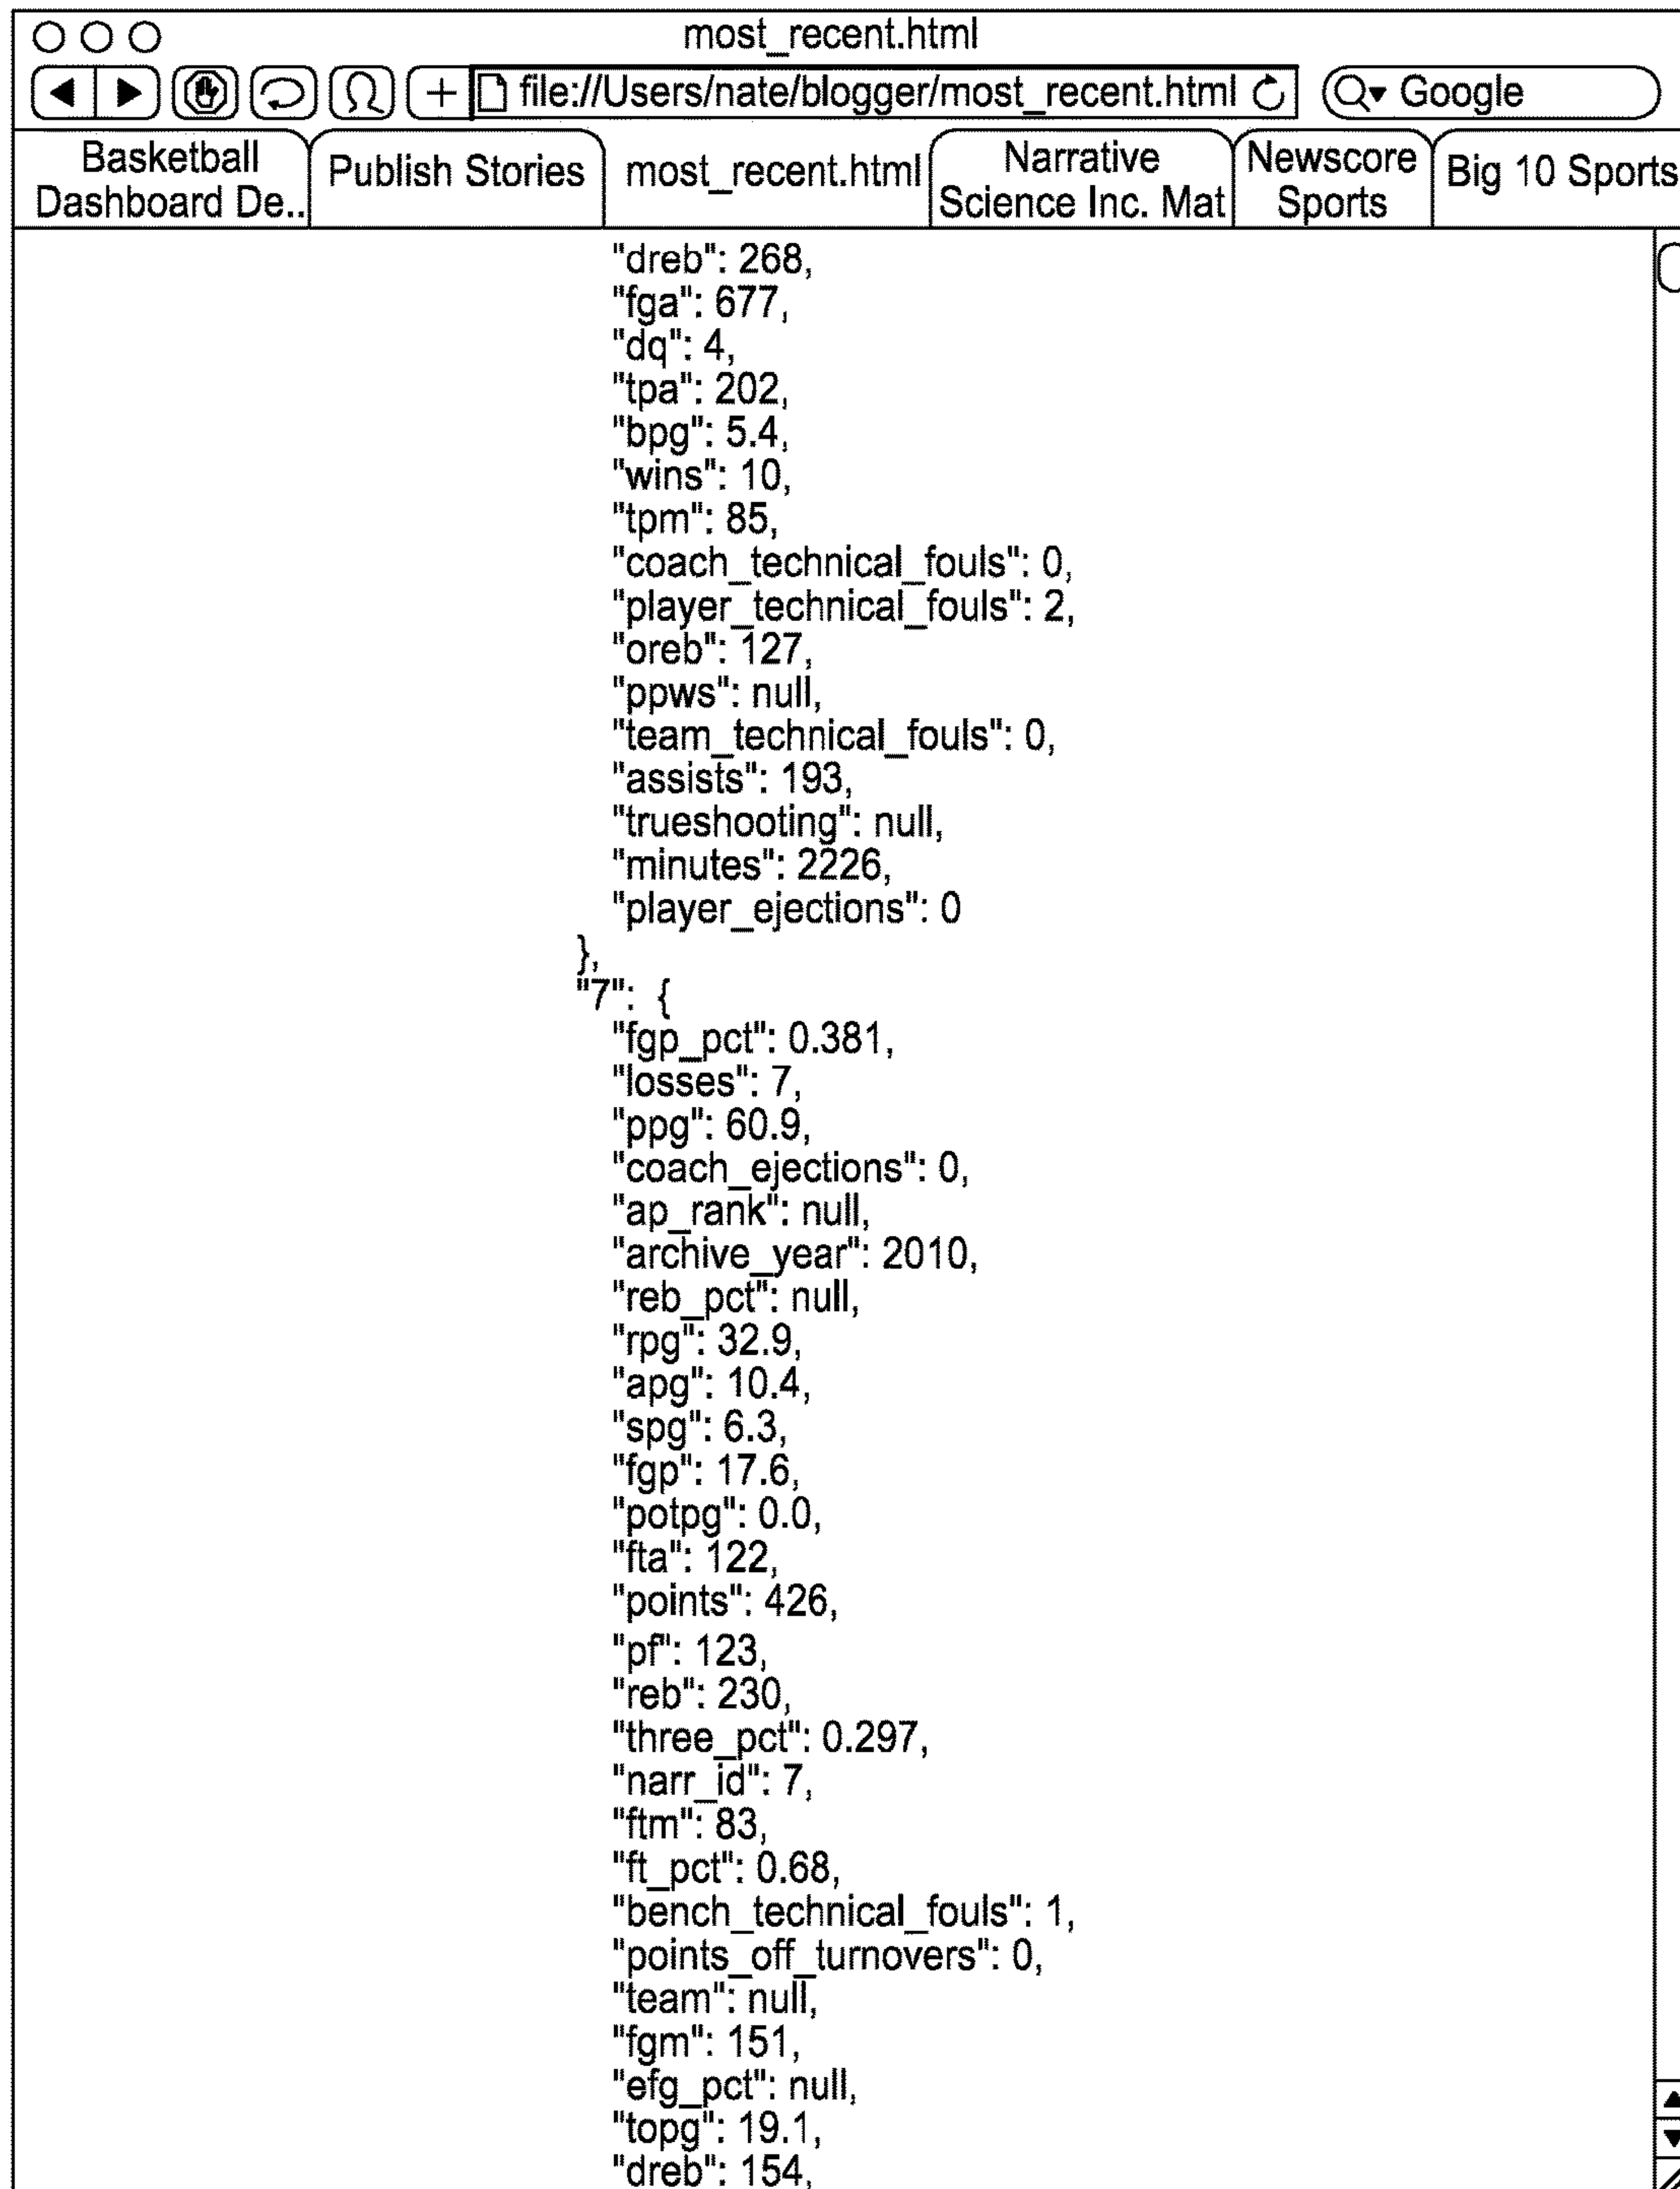 most_recent.html
file://Users/nate/blogger/most_recent.html
Google
Basketball
Dashboard De..
Publish Stories
most_recent.html
Narrative
Science Inc. Mat
Newscore
Sports
Big 10 Sports
"dreb": 268,
"fga": 677,
"dq": 4,
"tpa": 202,
"bpg": 5.4,
"wins": 10,
"tpm": 85,
"coach_technical_fouls": 0,
"player_technical_fouls": 2,
"oreb": 127,
"ppws": null,
"team_technical_fouls": 0,
"assists": 193,
"trueshooting": null,
"minutes": 2226,
"player_ejections": 0
},
"7": {
"fgp_pct": 0.381,
"losses": 7,
"ppg": 60.9,
"coach_ejections": 0,
"ap_rank": null,
"archive_year": 2010,
"reb_pct": null,
"rpg": 32.9,
"apg": 10.4,
"spg": 6.3,
"fgp": 17.6,
"potpg": 0.0,
"fta": 122,
"points": 426,
"pf": 123,
"reb": 230,
"three_pct": 0.297,
"narr_id": 7,
"ftm": 83,
"ft_pct": 0.68,
"bench_technical_fouls": 1,
"points_off_turnovers": 0,
"team": null,
"fgm": 151,
"efg_pct": null,
"topg": 19.1,
"dreb": 154,